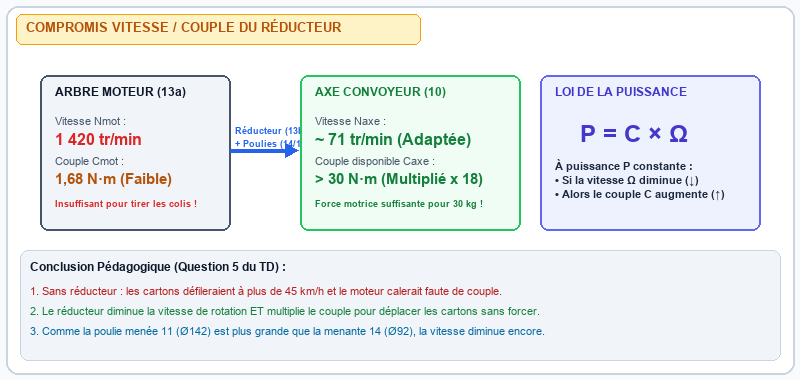 COMPROMIS VITESSE / COUPLE DU RÉDUCTEUR
ARBRE MOTEUR (13a)
Vitesse Nmot :
1 420 tr/min
Couple Cmot :
1,68 N·m (Faible)
Insuffisant pour tirer les colis !
Réducteur
+ Poulies
AXE CONVOYEUR (10)
Vitesse Naxe :
~ 71 tr/min (Adaptée)
Couple disponible Caxe :
> 30 N·m (Multiplié x 18)
Force motrice suffisante pour 30 kg !
LOI DE LA PUISSANCE
P = C × Ω
À puissance P constante :
• Si la vitesse Ω diminue (↓)
• Alors le couple C augmente (↑)
Conclusion Pédagogique (Question 5 du TD) :
1. Sans réducteur : les cartons défileraient à plus de 45 km/h et le moteur calerait faute de couple.
2. Le réducteur diminue la vitesse de rotation ET multiplie le couple pour déplacer les cartons sans forcer.
3. Comme la poulie menée 11 (Ø142) est plus grande que la menante 14 (Ø92), la vitesse diminue encore.